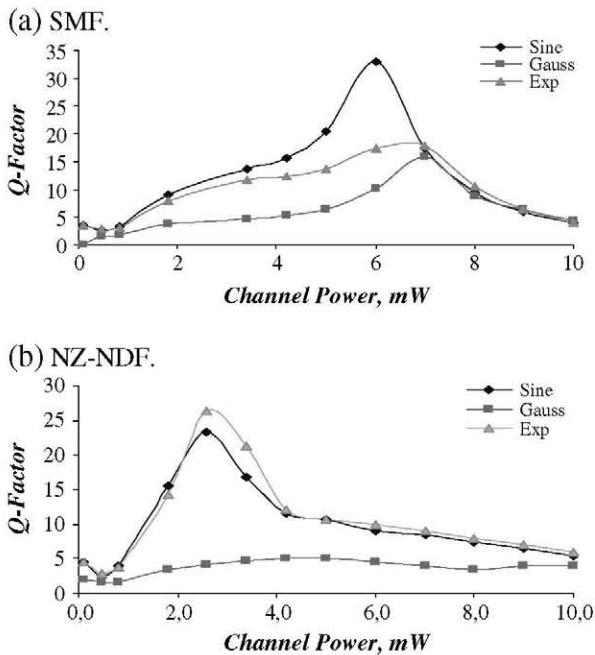 (a) SMF.
35
30
25
20
15
10
5
0
Q-Factor
Sine
Gauss
Exp
0 2 4 6 8 10
Channel Power, mW
(b) NZ-NDF.
30
25
20
15
10
5
0
Q-Factor
Sine
Gauss
Exp
0,0 2,0 4,0 6,0 8,0 10,0
Channel Power, mW